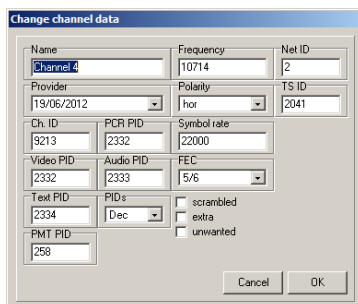 Change channel data
Name Frequency Net ID
Channel 4 10714 2
Provider Polarity TS ID
19/06/2012 hor 2041
Ch. ID PCR PID Symbol rate
9213 2332 22000
Video PID Audio PID FEC
2332 2333 5/6
Text PID PIDs scrambled
2334 Dec extra
unwanted
PMT PID
258
Cancel OK